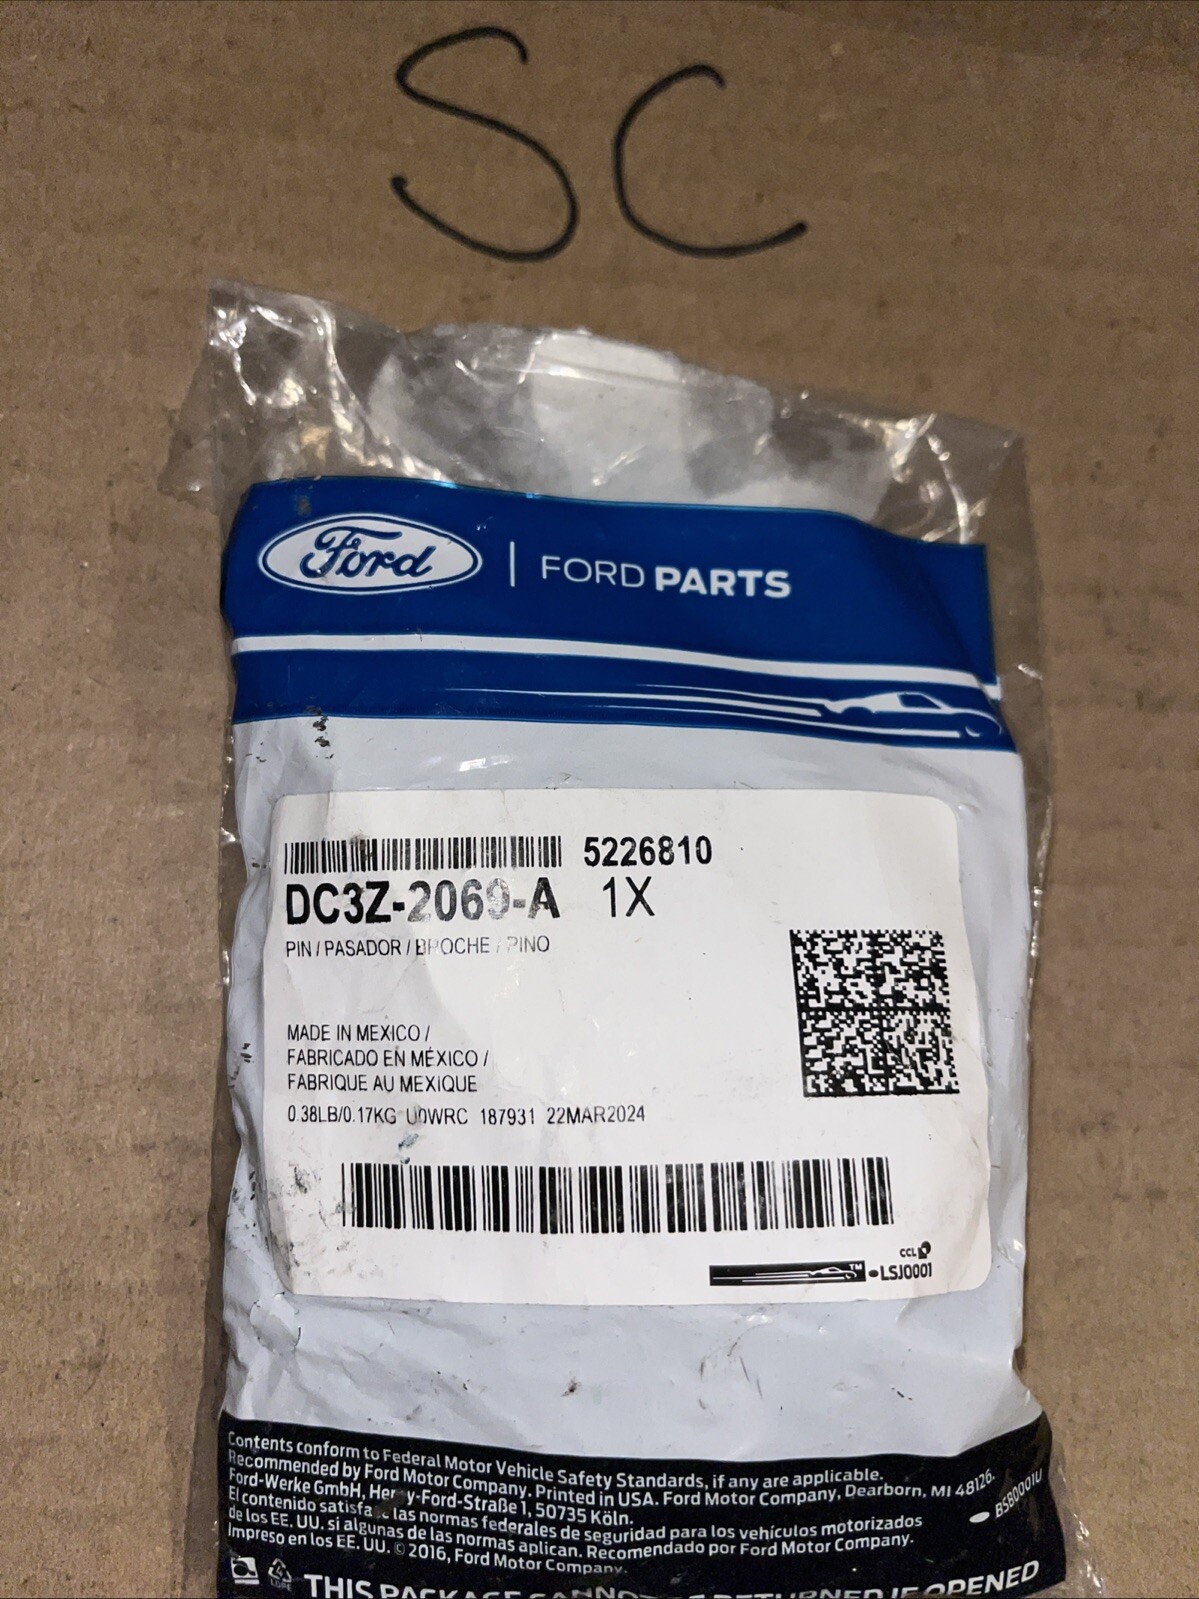 SC
Ford | FORD PARTS
5226810
DC3Z-2069-A 1X
PIN / PASADOR / BROCHE / PINO
MADE IN MEXICO /
FABRICADO EN MÉXICO /
FABRIQUE AU MEXIQUE
0.38LB/0.17KG U0WRC 187931 22MAR2024
CCL
TM LSJ0001
Contents conform to Federal Motor Vehicle Safety Standards, if any are applicable.
Recommended by Ford Motor Company. Printed in USA. Ford Motor Company, Dearborn, MI 48126.
Ford-Werke GmbH, Henry-Ford-Straße 1, 50735 Köln.
El contenido satisface las normas federales de seguridad para los vehículos motorizados
de los EE. UU. si algunas de las normas aplican. Recomendado por Ford Motor Company.
Impreso en los EE. UU. © 2016, Ford Motor Company.
BSB0001U
4
LDPE
THIS PACKAGE CANNOT BE RETURNED IF OPENED